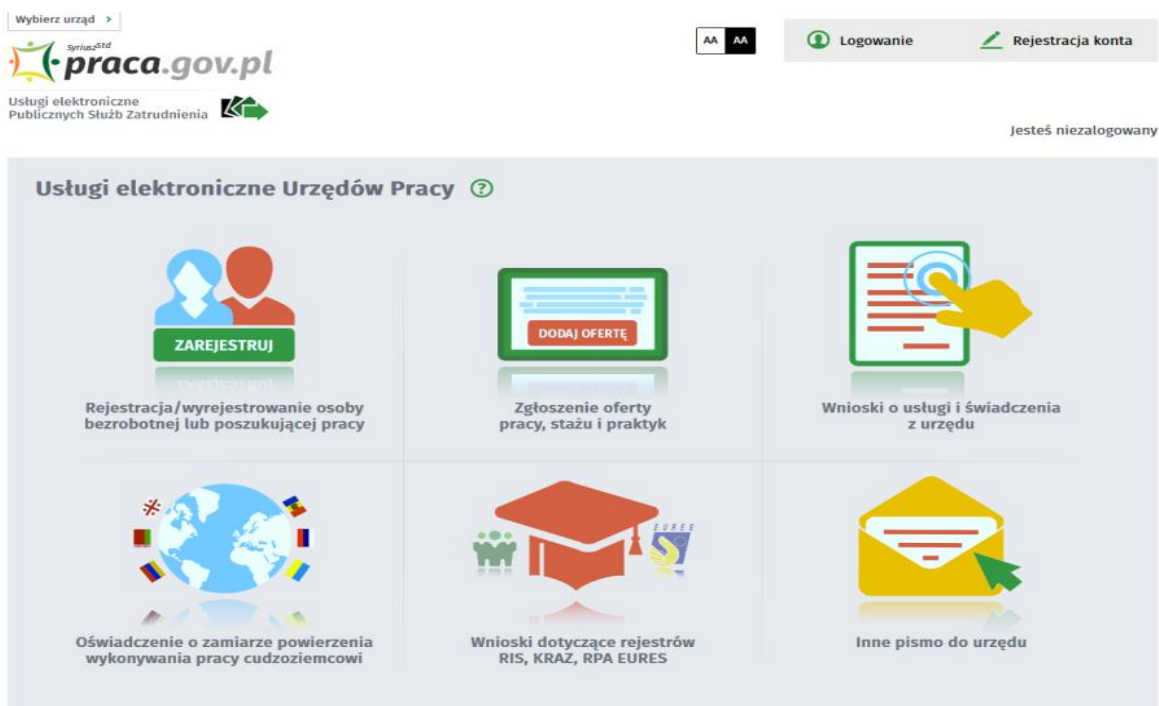 Wybierz urząd >
SyriuszStd
praca.gov.pl
Usługi elektroniczne
Publicznych Służb Zatrudnienia
AA AA
Logowanie
Rejestracja konta
Jesteś niezalogowany
Usługi elektroniczne Urzędów Pracy ?
ZAREJESTRUJ
Rejestracja/wyrejestrowanie osoby
bezrobotnej lub poszukującej pracy
DODAJ OFERTĘ
Zgłoszenie oferty
pracy, stażu i praktyk
Wnioski o usługi i świadczenia
z urzędu
Oświadczenie o zamiarze powierzenia
wykonywania pracy cudzoziemcowi
EURES
Wnioski dotyczące rejestrów
RIS, KRAZ, RPA EURES
Inne pismo do urzędu